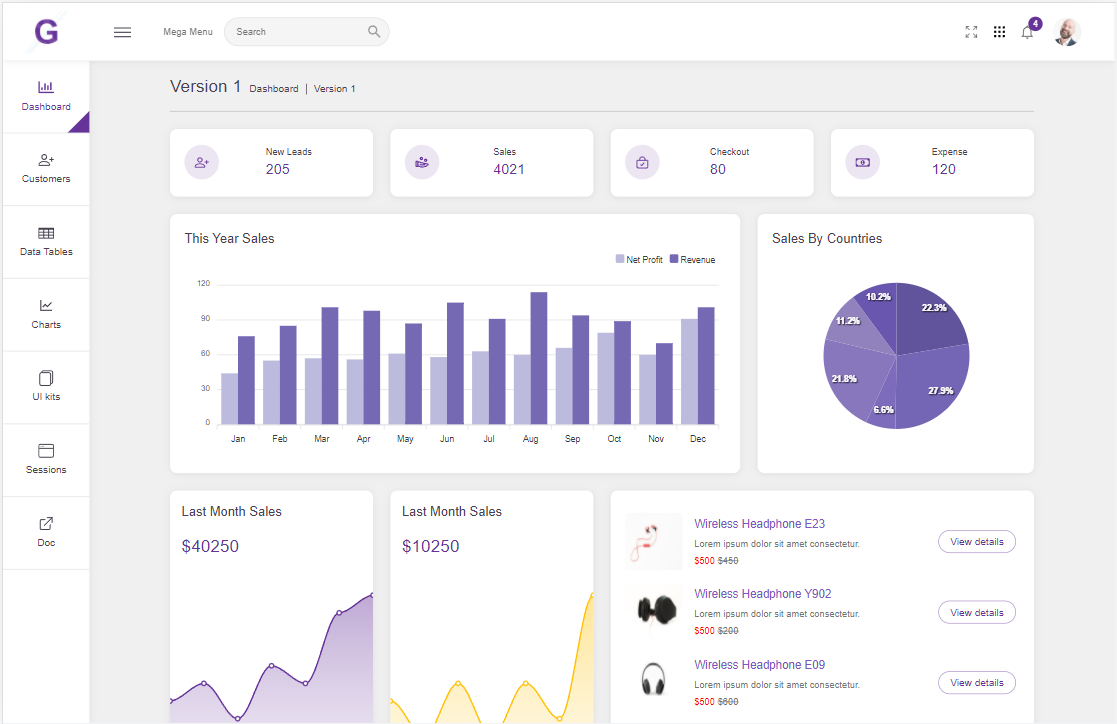 G
Mega Menu
Search
4
Dashboard
Customers
Data Tables
Charts
UI kits
Sessions
Doc
Version 1 Dashboard | Version 1
New Leads
205
Sales
4021
Checkout
80
Expense
120
This Year Sales
Net Profit Revenue
120
90
60
30
0
Jan Feb Mar Apr May Jun Jul Aug Sep Oct Nov Dec
Sales By Countries
10.2%
22.3%
11.2%
21.8%
27.9%
6.6%
Last Month Sales
$40250
Last Month Sales
$10250
Wireless Headphone E23
Lorem ipsum dolor sit amet consectetur.
$500 $450
View details
Wireless Headphone Y902
Lorem ipsum dolor sit amet consectetur.
$500 $200
View details
Wireless Headphone E09
Lorem ipsum dolor sit amet consectetur.
$500 $600
View details